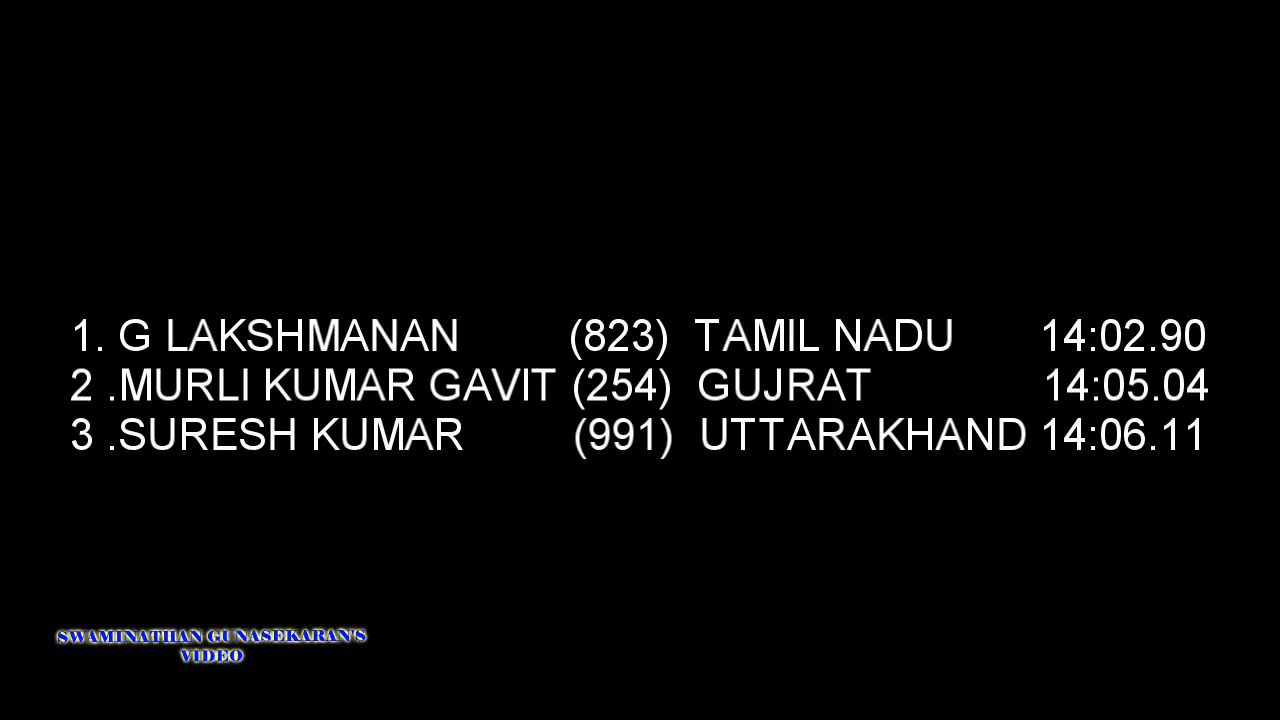 1. G LAKSHMANAN (823) TAMIL NADU 14:02.90
2 .MURLI KUMAR GAVIT (254) GUJRAT 14:05.04
3 .SURESH KUMAR (991) UTTARAKHAND 14:06.11
SWAMINATHAN GUNASEKARAN'S
VIDEO